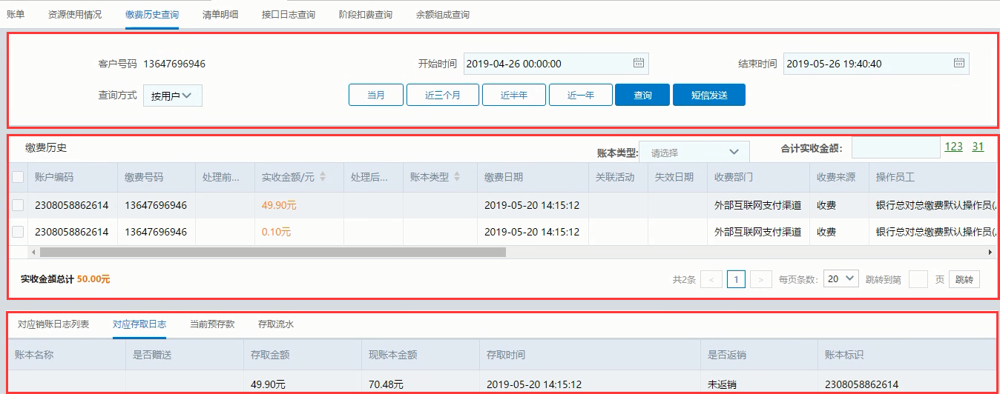 账单 资源使用情况 缴费历史查询 清单明细 接口日志查询 阶段扣费查询 余额组成查询
客户号码 13647696946 开始时间 2019-04-26 00:00:00 结束时间 2019-05-26 19:40:40
查询方式 按用户 当月 近三个月 近半年 近一年 查询 短信发送
缴费历史 账本类型: 请选择 合计实收金额: 123 31
账户编码 缴费号码 处理前... 实收金额/元 处理后... 账本类型 缴费日期 关联活动 失效日期 收费部门 收费来源 操作员工
2308058862614 13647696946 49.90元 2019-05-20 14:15:12 外部互联网支付渠道 收费 银行总对总缴费默认操作员(
2308058862614 13647696946 0.10元 2019-05-20 14:15:12 外部互联网支付渠道 收费 银行总对总缴费默认操作员(
实收金额总计 50.00元 共2条 < 1 > 每页条数: 20 跳转到第 页 跳转
对应销账日志列表 对应存取日志 当前预存款 存取流水
账本名称 是否赠送 存取金额 现账本金额 存取时间 是否返销 账本标识
49.90元 70.48元 2019-05-20 14:15:12 未返销 2308058862614